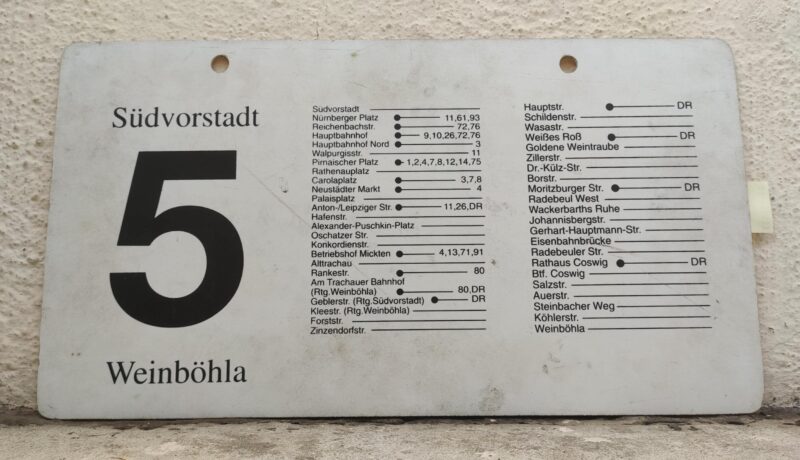 Südvorstadt
5
Weinböhla
Südvorstadt
Nürnberger Platz 11,61,93
Reichenbachstr. 72,76
Hauptbahnhof 9,10,26,72,76
Hauptbahnhof Nord 3
Walpurgisstr. 11
Pirnaischer Platz 1,2,4,7,8,12,14,75
Rathenauplatz
Carolaplatz 3,7,8
Neustädter Markt 4
Palaisplatz
Anton-/Leipziger Str. 11,26,DR
Hafenstr.
Alexander-Puschkin-Platz
Oschatzer Str.
Konkordienstr.
Betriebshof Mickten 4,13,71,91
Alttrachau
Rankestr. 80
Am Trachauer Bahnhof
(Rtg.Weinböhla) 80,DR
Geblerstr. (Rtg.Südvorstadt) DR
Kleestr. (Rtg.Weinböhla)
Forststr.
Zinzendorfstr.
Hauptstr. DR
Schildenstr.
Wasastr.
Weißes Roß DR
Goldene Weintraube
Zillerstr.
Dr.-Külz-Str.
Borstr.
Moritzburger Str. DR
Radebeul West
Wackerbarths Ruhe
Johannisbergstr.
Gerhart-Hauptmann-Str.
Eisenbahnbrücke
Radebeuler Str.
Rathaus Coswig DR
Btf. Coswig
Salzstr.
Auerstr.
Steinbacher Weg
Köhlerstr.
Weinböhla